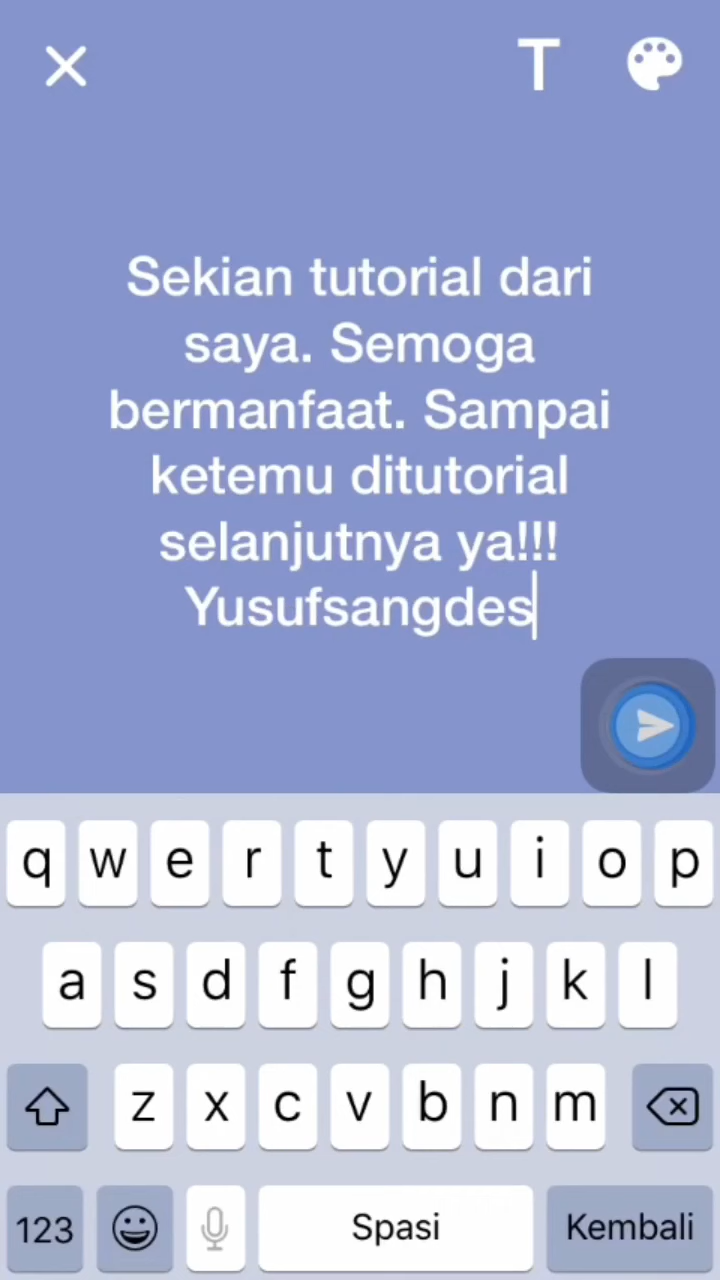 T
Sekian tutorial dari
saya. Semoga
bermanfaat. Sampai
ketemu ditutorial
selanjutnya ya!!!
Yusufsangdes
q w e r t y u i o p
a s d f g h j k l
z x c v b n m
123 Spasi Kembali